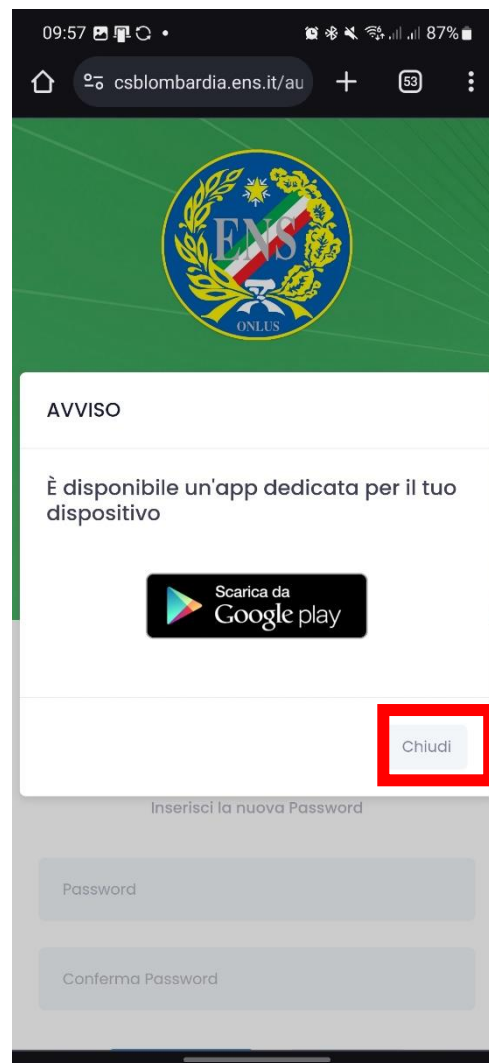 09:57
87%
csblombardia.ens.it/au
53
ENS
ONLUS
AVVISO
È disponibile un'app dedicata per il tuo
dispositivo
Scarica da
Google play
Chiudi
Inserisci la nuova Password
Password
Conferma Password